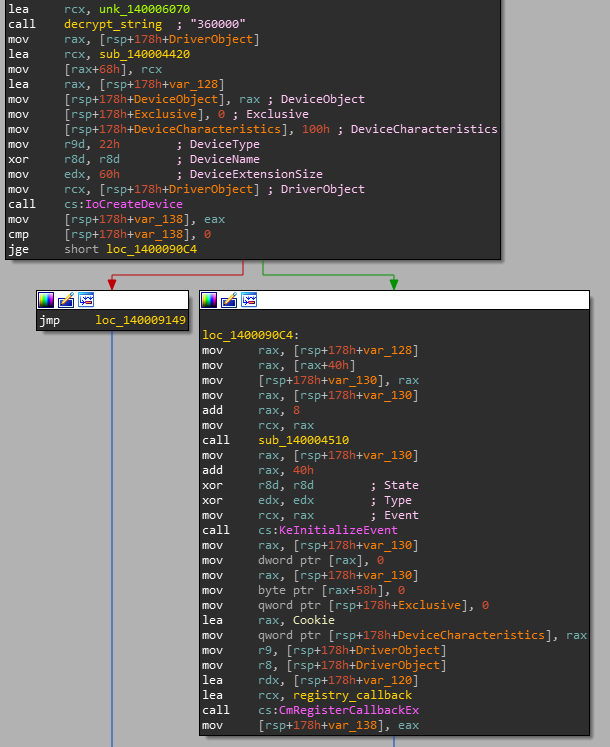 lea rcx, unk_140006070
call decrypt_string ; "360000"
mov rax, [rsp+178h+DriverObject]
lea rcx, sub_140004420
mov [rax+68h], rcx
lea rax, [rsp+178h+var_128]
mov [rsp+178h+DeviceObject], rax ; DeviceObject
mov [rsp+178h+Exclusive], 0 ; Exclusive
mov [rsp+178h+DeviceCharacteristics], 100h ; DeviceCharacteristics
mov r9d, 22h ; DeviceType
xor r8d, r8d ; DeviceName
mov edx, 60h ; DeviceExtensionSize
mov rcx, [rsp+178h+DriverObject] ; DriverObject
call cs:IoCreateDevice
mov [rsp+178h+var_138], eax
cmp [rsp+178h+var_138], 0
jge short loc_1400090C4
jmp loc_140009149
loc_1400090C4:
mov rax, [rsp+178h+var_128]
mov rax, [rax+40h]
mov [rsp+178h+var_130], rax
mov rax, [rsp+178h+var_130]
add rax, 8
mov rcx, rax
call sub_140004510
mov rax, [rsp+178h+var_130]
add rax, 40h
xor r8d, r8d ; State
xor edx, edx ; Type
mov rcx, rax ; Event
call cs:KeInitializeEvent
mov rax, [rsp+178h+var_130]
mov dword ptr [rax], 0
mov rax, [rsp+178h+var_130]
mov byte ptr [rax+58h], 0
mov qword ptr [rsp+178h+Exclusive], 0
lea rax, Cookie
mov qword ptr [rsp+178h+DeviceCharacteristics], rax
mov r9, [rsp+178h+DriverObject]
mov r8, [rsp+178h+DriverObject]
lea rdx, [rsp+178h+var_120]
lea rcx, registry_callback
call cs:CmRegisterCallbackEx
mov [rsp+178h+var_138], eax